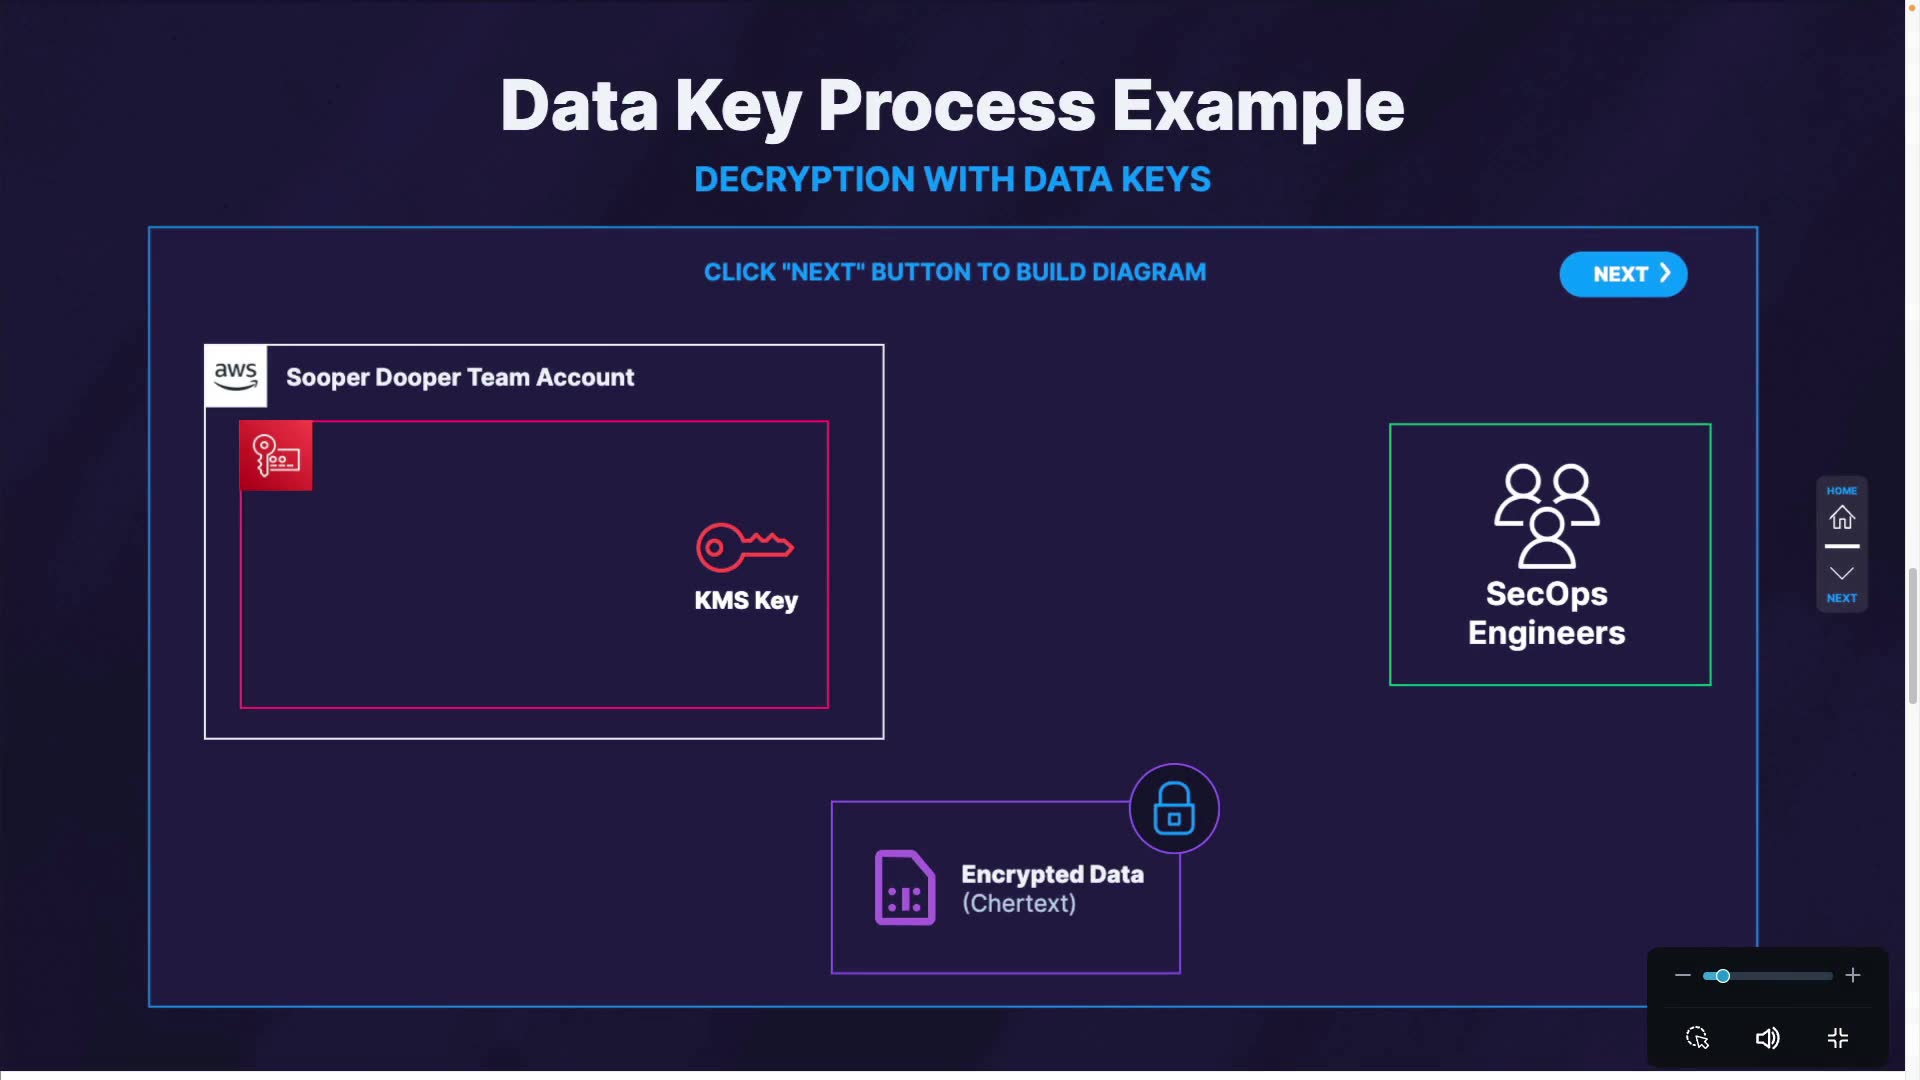 Data Key Process Example
DECRYPTION WITH DATA KEYS
CLICK "NEXT" BUTTON TO BUILD DIAGRAM
NEXT
aws
Sooper Dooper Team Account
KMS Key
SecOps
Engineers
HOME
NEXT
Encrypted Data
(Chertext)